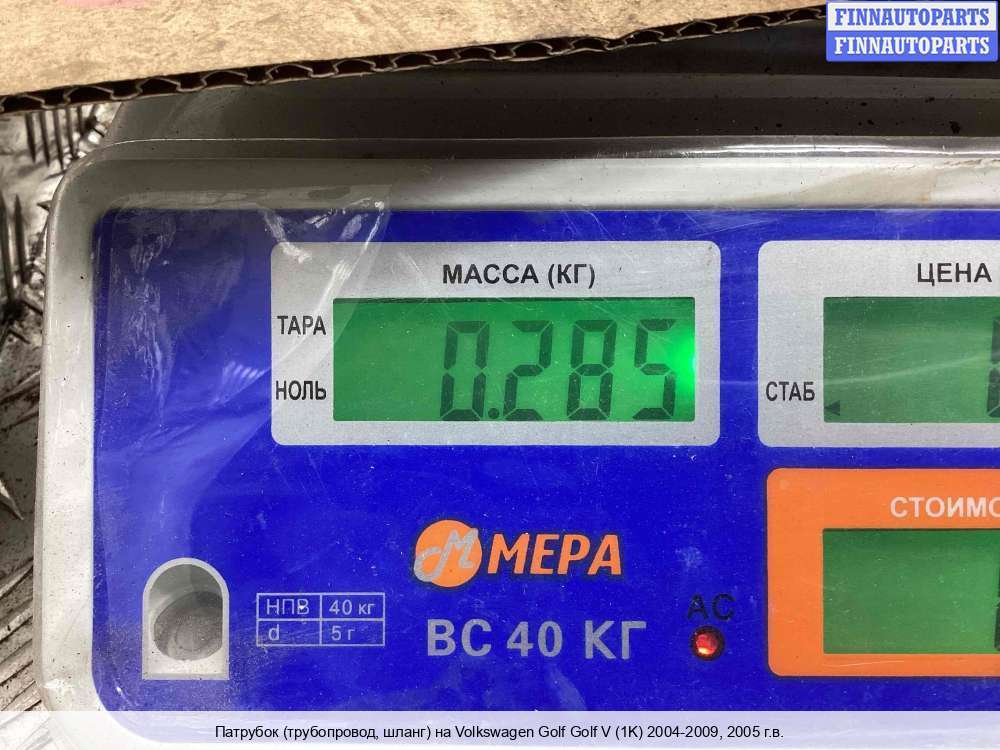 FINNAUTOPARTS
FINNAUTOPARTS
МАССА (КГ)
ЦЕНА
ТАРА
0.285
НОЛЬ
СТАБ
СТОИМО
М МЕРА
НПВ 40 кг
d 5 г
ВС 40 КГ
AC
Патрубок (трубопровод, шланг) на Volkswagen Golf Golf V (1K) 2004-2009, 2005 г.в.